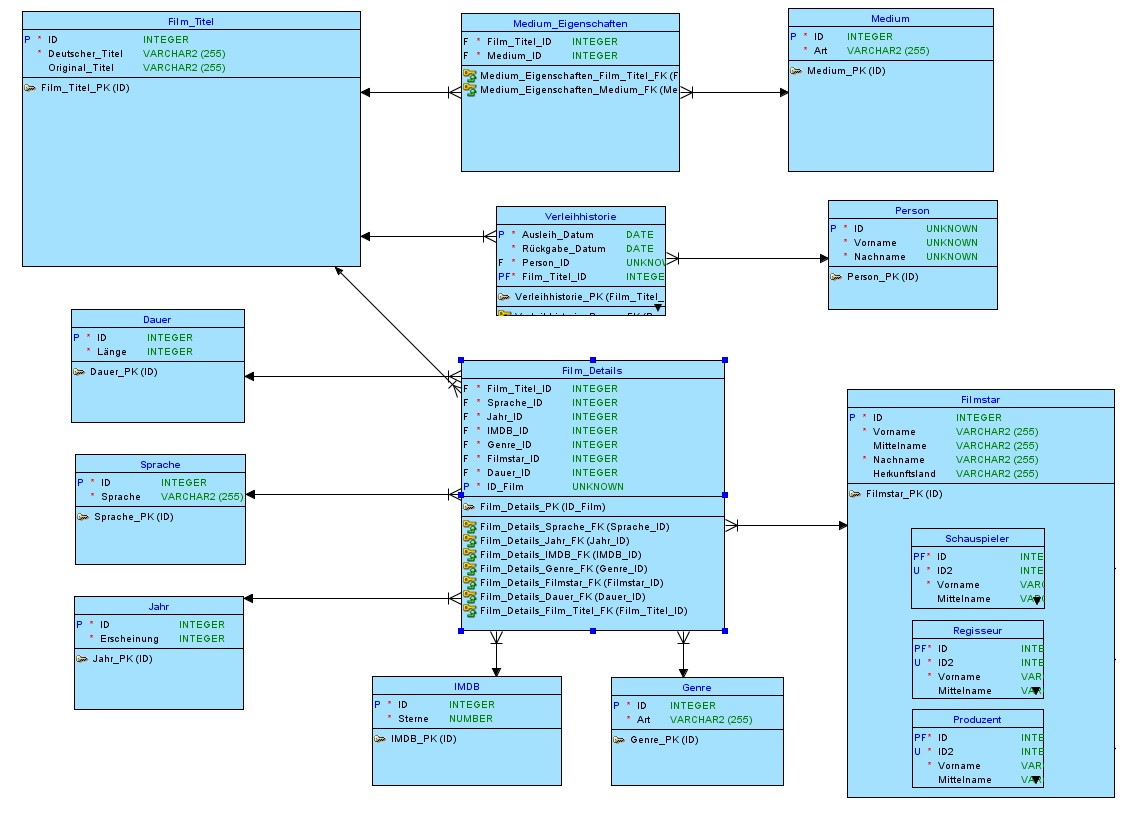 Film_Titel
P * ID INTEGER
* Deutscher_Titel VARCHAR2 (255)
Original_Titel VARCHAR2 (255)
Film_Titel_PK (ID)
Medium_Eigenschaften
F * Film_Titel_ID INTEGER
F * Medium_ID INTEGER
Medium_Eigenschaften_Film_Titel_FK (F
Medium_Eigenschaften_Medium_FK (Me
Medium
P * ID INTEGER
* Art VARCHAR2 (255)
Medium_PK (ID)
Verleihhistorie
P * Ausleih_Datum DATE
* Rückgabe_Datum DATE
F * Person_ID UNKNO
PF* Film_Titel_ID INTEGE
Verleihhistorie_PK (Film_Titel_
Person
P * ID UNKNOWN
* Vorname UNKNOWN
* Nachname UNKNOWN
Person_PK (ID)
Dauer
P * ID INTEGER
* Länge INTEGER
Dauer_PK (ID)
Film_Details
F * Film_Titel_ID INTEGER
F * Sprache_ID INTEGER
F * Jahr_ID INTEGER
F * IMDB_ID INTEGER
F * Genre_ID INTEGER
F * Filmstar_ID INTEGER
F * Dauer_ID INTEGER
P * ID_Film UNKNOWN
Film_Details_PK (ID_Film)
Film_Details_Sprache_FK (Sprache_ID)
Film_Details_Jahr_FK (Jahr_ID)
Film_Details_IMDB_FK (IMDB_ID)
Film_Details_Genre_FK (Genre_ID)
Film_Details_Filmstar_FK (Filmstar_ID)
Film_Details_Dauer_FK (Dauer_ID)
Film_Details_Film_Titel_FK (Film_Titel_ID)
Sprache
P * ID INTEGER
* Sprache VARCHAR2 (255)
Sprache_PK (ID)
Jahr
P * ID INTEGER
* Erscheinung INTEGER
Jahr_PK (ID)
IMDB
P * ID INTEGER
* Sterne NUMBER
IMDB_PK (ID)
Genre
P * ID INTEGER
* Art VARCHAR2 (255)
Genre_PK (ID)
Filmstar
P * ID INTEGER
* Vorname VARCHAR2 (255)
Mittelname VARCHAR2 (255)
* Nachname VARCHAR2 (255)
Herkunftsland VARCHAR2 (255)
Filmstar_PK (ID)
Schauspieler
PF* ID INTE
U * ID2 INTE
* Vorname VAR
Mittelname VA
Regisseur
PF* ID INTE
U * ID2 INTE
* Vorname VAR
Mittelname VA
Produzent
PF* ID INTE
U * ID2 INTE
* Vorname VAR
Mittelname VA